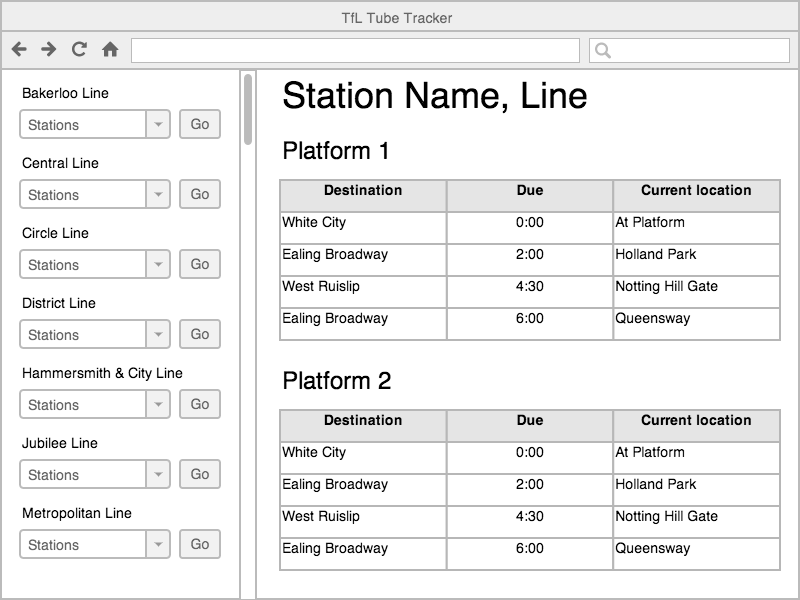 TfL Tube Tracker
Bakerloo Line
Stations Go
Central Line
Stations Go
Circle Line
Stations Go
District Line
Stations Go
Hammersmith & City Line
Stations Go
Jubilee Line
Stations Go
Metropolitan Line
Stations Go
Station Name, Line
Platform 1
Destination Due Current location
White City 0:00 At Platform
Ealing Broadway 2:00 Holland Park
West Ruislip 4:30 Notting Hill Gate
Ealing Broadway 6:00 Queensway
Platform 2
Destination Due Current location
White City 0:00 At Platform
Ealing Broadway 2:00 Holland Park
West Ruislip 4:30 Notting Hill Gate
Ealing Broadway 6:00 Queensway